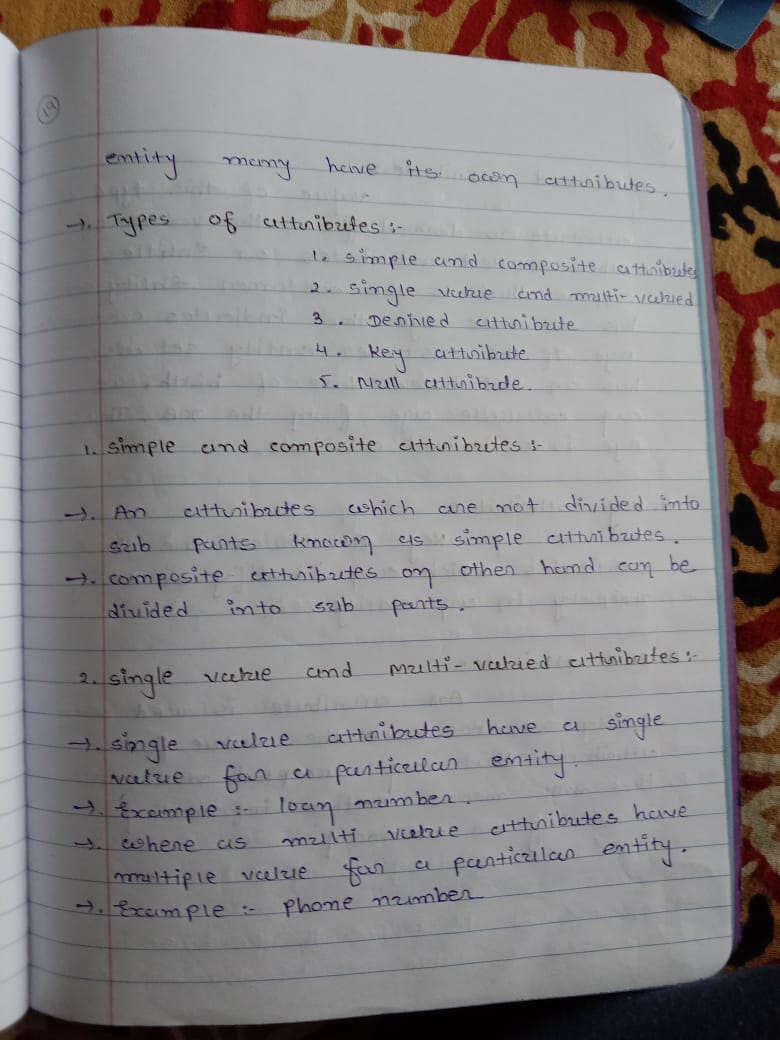 19
entity many have its own attributes.
→. Types of attributes :-
1. simple and composite attributes
2. single value and multi-valued
3. Derived attribute
4. Key attribute
5. Null attribute.
1. simple and composite attributes :-
→. An attributes which are not divided into
sub parts known as simple attributes.
→. composite attributes on other hand can be
divided into sub parts.
2. single value and multi-valued attributes :-
→. single value attributes have a single
value for a particular entity.
→. Example :- loan number.
→. where as multi value attributes have
multiple value for a particular entity.
→. Example :- phone number